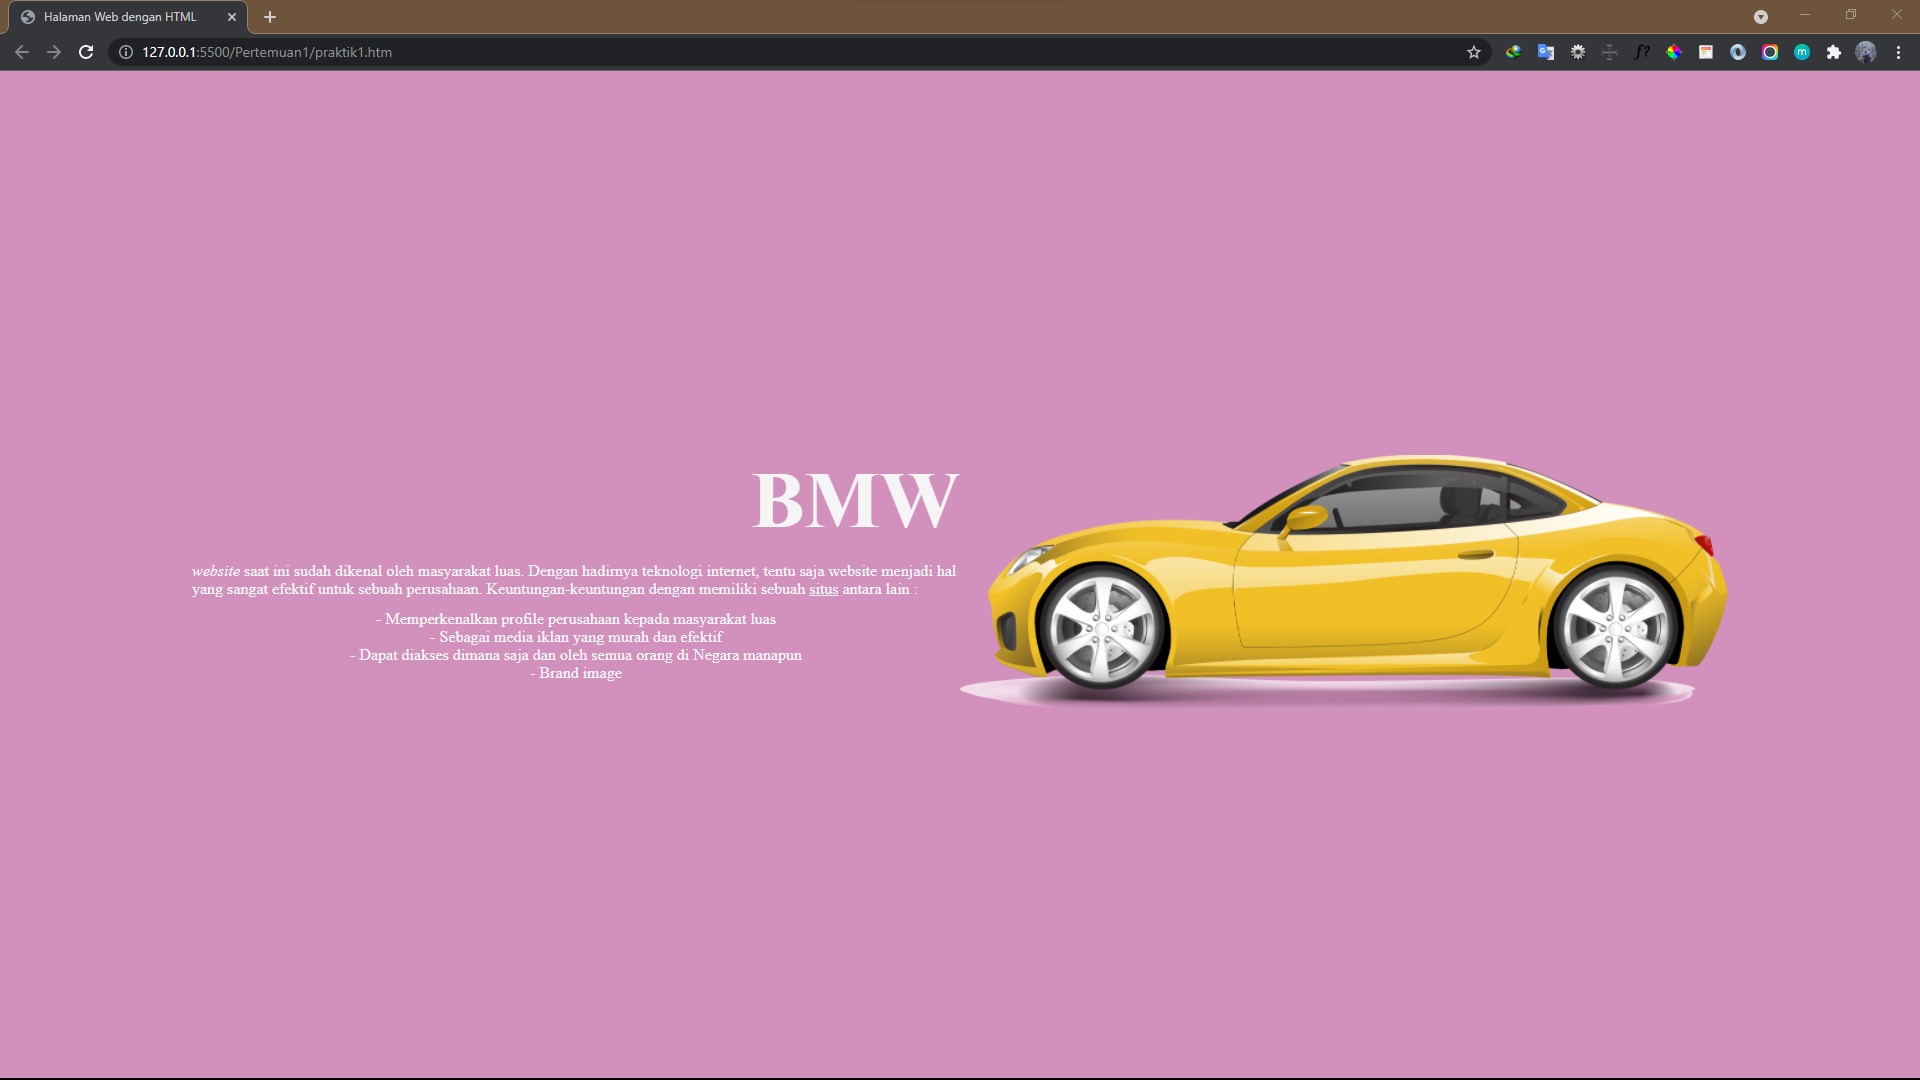 Halaman Web dengan HTML
127.0.0.1:5500/Pertemuan1/praktik1.htm
BMW
website saat ini sudah dikenal oleh masyarakat luas. Dengan hadirnya teknologi internet, tentu saja website menjadi hal
yang sangat efektif untuk sebuah perusahaan. Keuntungan-keuntungan dengan memiliki sebuah situs antara lain :
- Memperkenalkan profile perusahaan kepada masyarakat luas
- Sebagai media iklan yang murah dan efektif
- Dapat diakses dimana saja dan oleh semua orang di Negara manapun
- Brand image